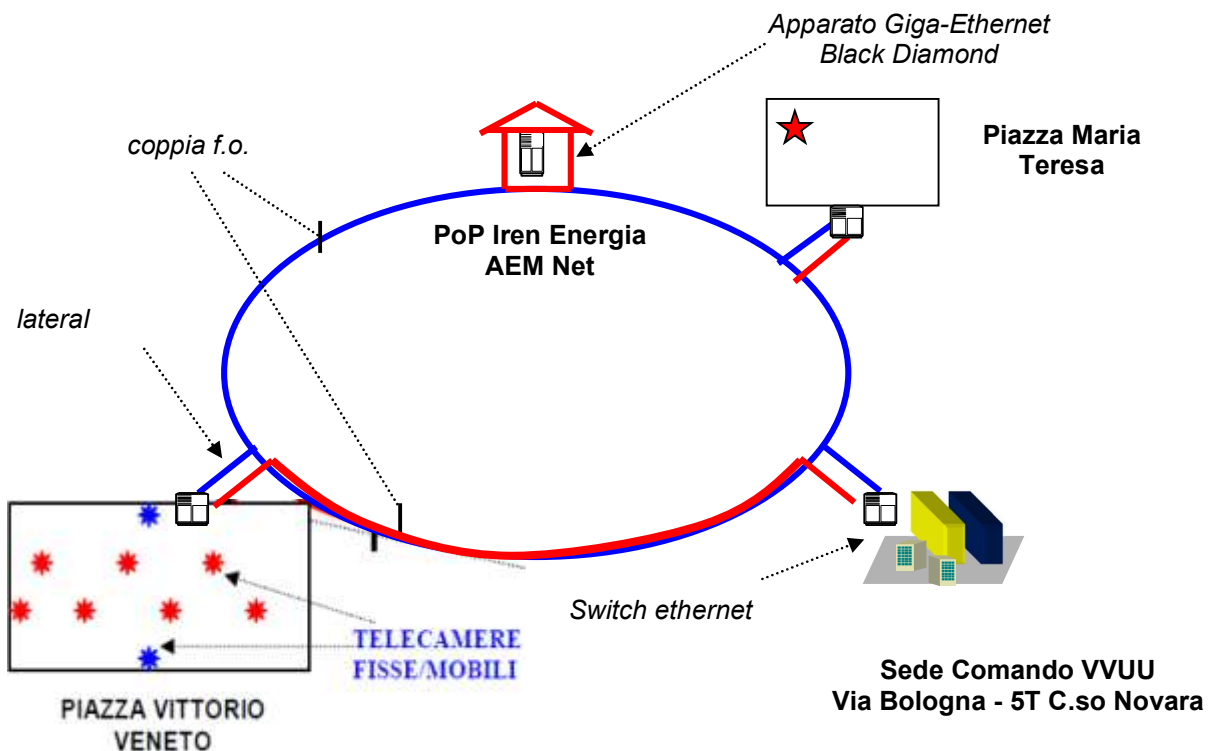 Apparato Giga-Ethernet
Black Diamond
coppia f.o.
Piazza Maria
Teresa
PoP Iren Energia
AEM Net
lateral
Switch ethernet
TELECAMERE
FISSE/MOBILI
Sede Comando VVUU
Via Bologna - 5T C.so Novara
PIAZZA VITTORIO
VENETO